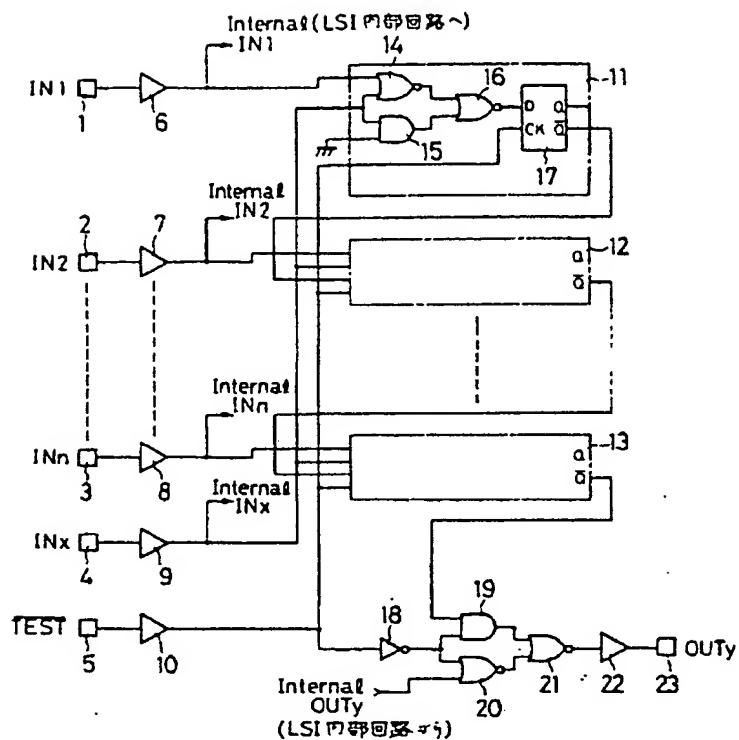 Internal (LSI内部回路へ)
IN1
14
16
11
IN1
1
6
D Q
CK Q̅
15
17
Internal
IN2
2
7
12
IN2
Q
Q̅
Internal
INn
13
INn
3
8
Q
Q̅
Internal
INx
INx
4
9
19
18
T̅E̅S̅T̅
5
10
OUTy
21
22
23
Internal
OUTy
20
(LSI内部回路から)